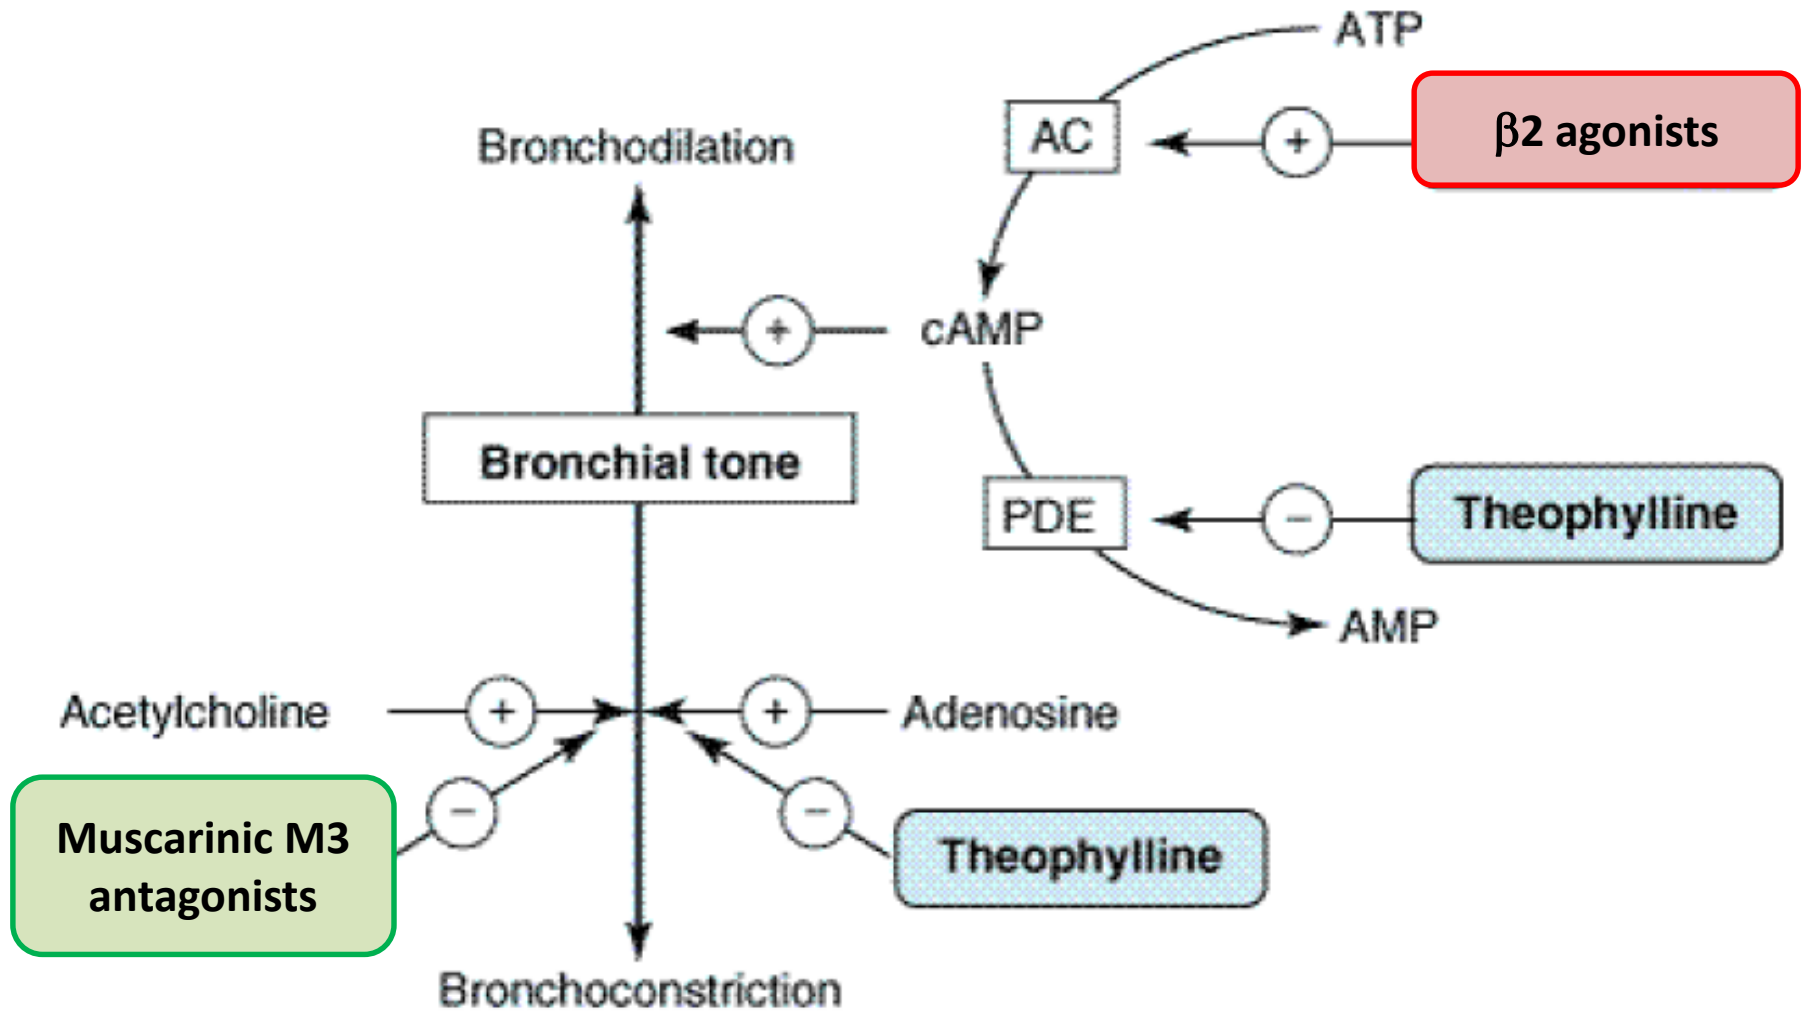 ATP
β2 agonists
AC
+
Bronchodilation
+
cAMP
Bronchial tone
PDE
−
Theophylline
AMP
Acetylcholine
+
+
Adenosine
Muscarinic M3
antagonists
−
−
Theophylline
Bronchoconstriction